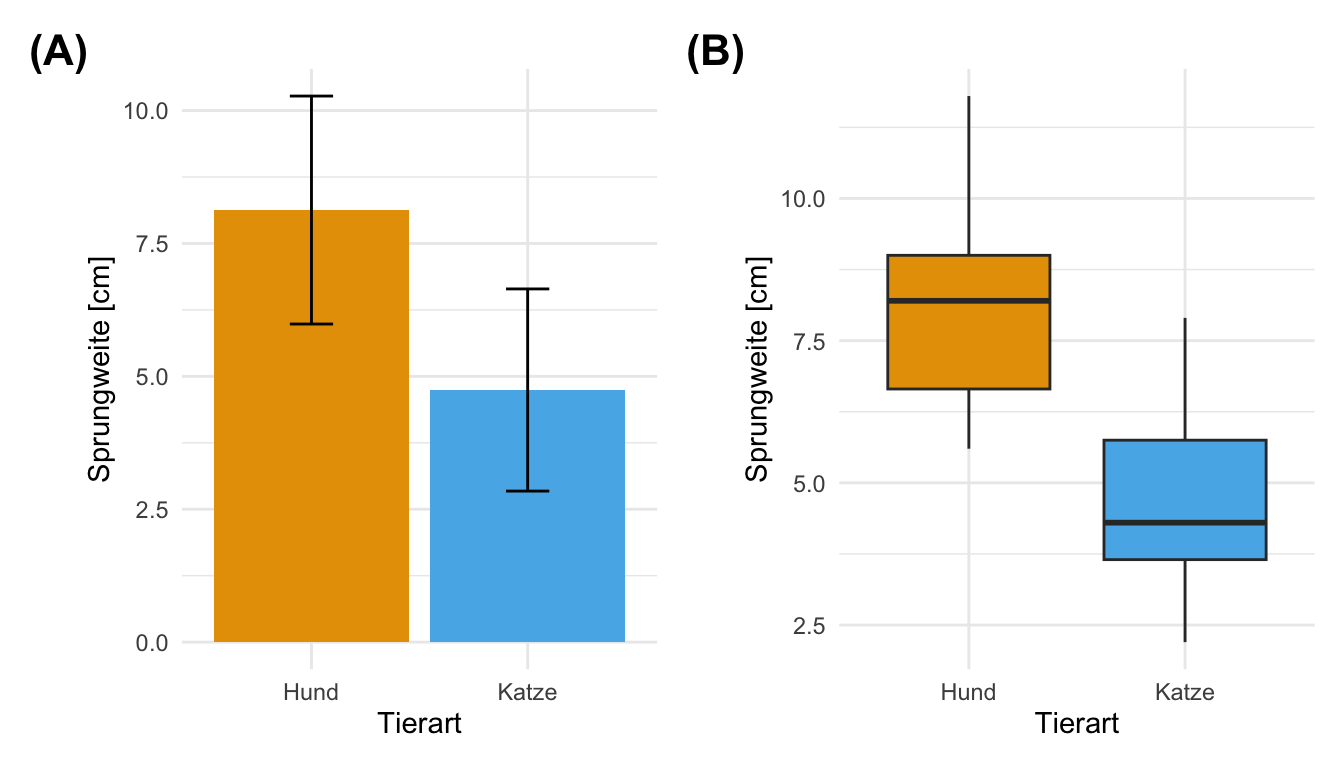 (A)
Sprungweite [cm]
10.0
7.5
5.0
2.5
0.0
Hund Katze
Tierart
(B)
Sprungweite [cm]
10.0
7.5
5.0
2.5
Hund Katze
Tierart